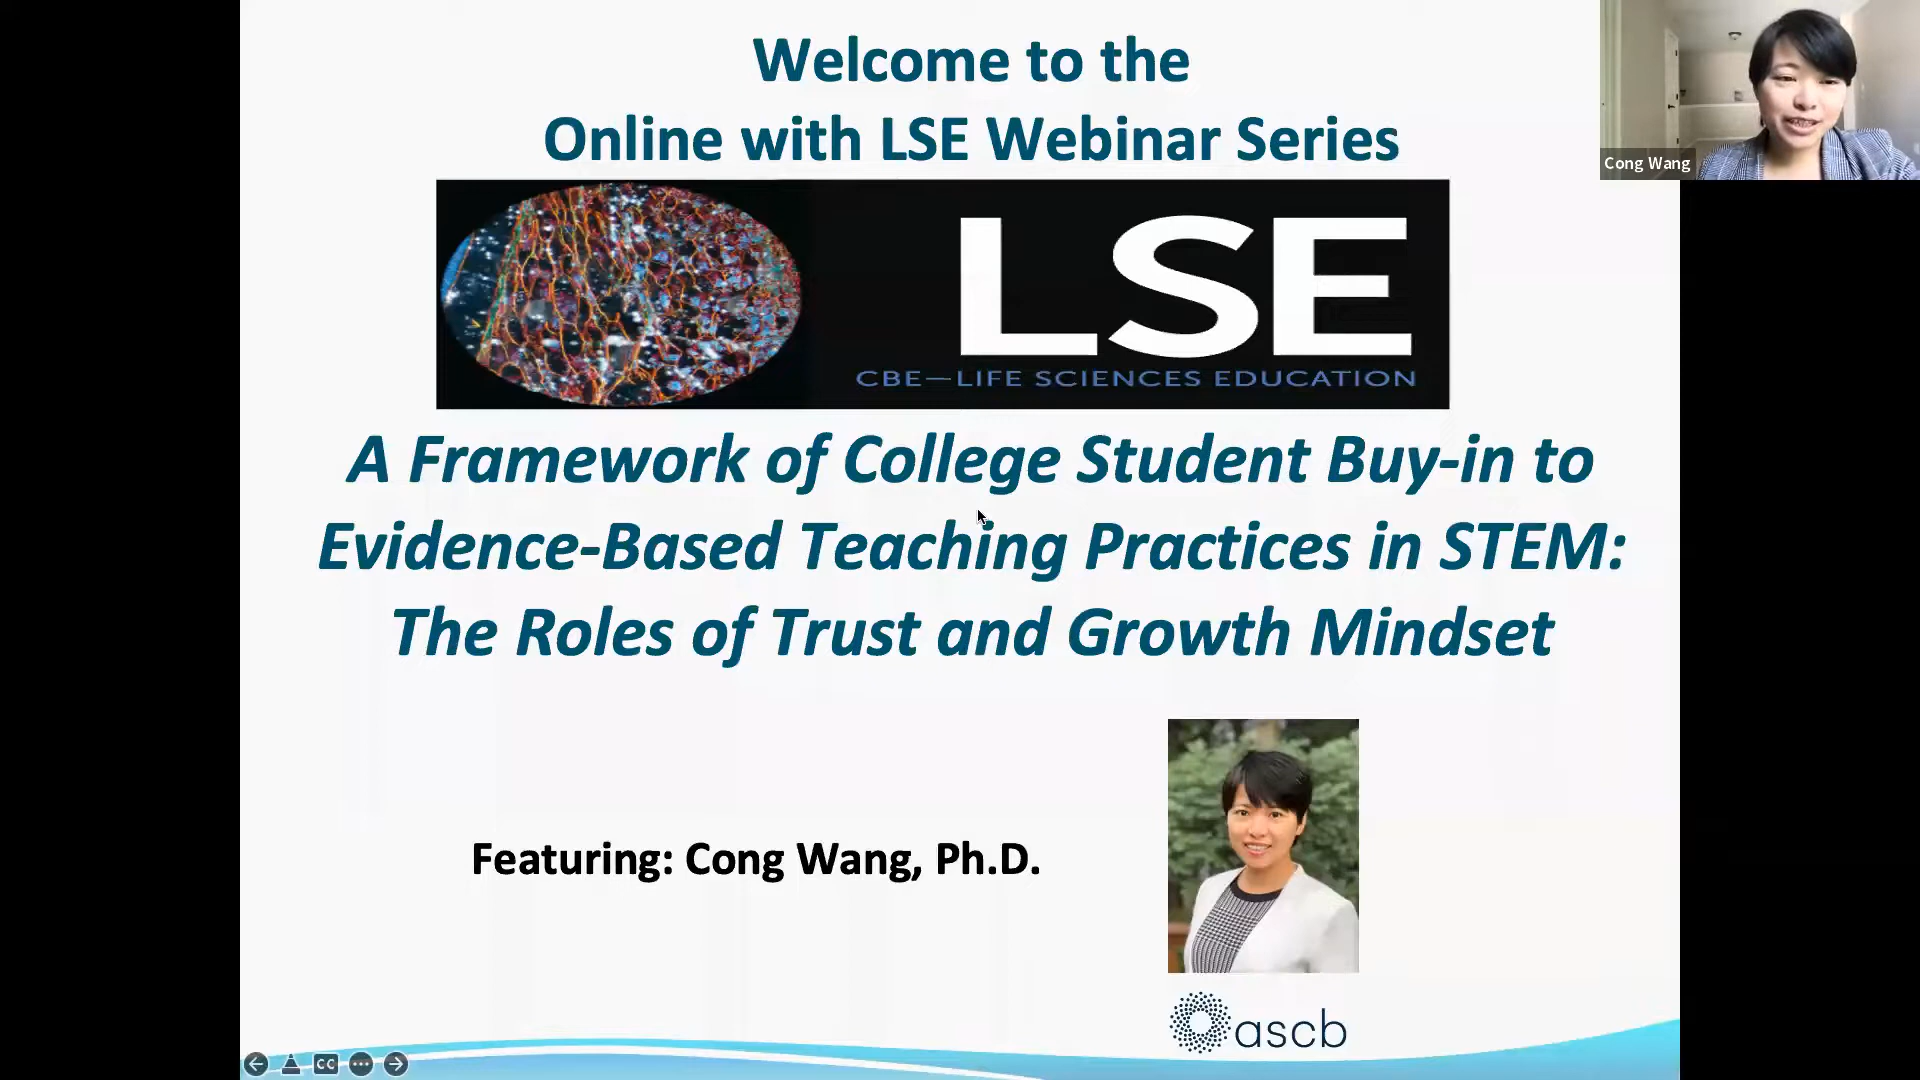 Welcome to the
Online with LSE Webinar Series
Cong Wang
LSE
CBE—LIFE SCIENCES EDUCATION
A Framework of College Student Buy-in to
Evidence-Based Teaching Practices in STEM:
The Roles of Trust and Growth Mindset
Featuring: Cong Wang, Ph.D.
ascb
CC